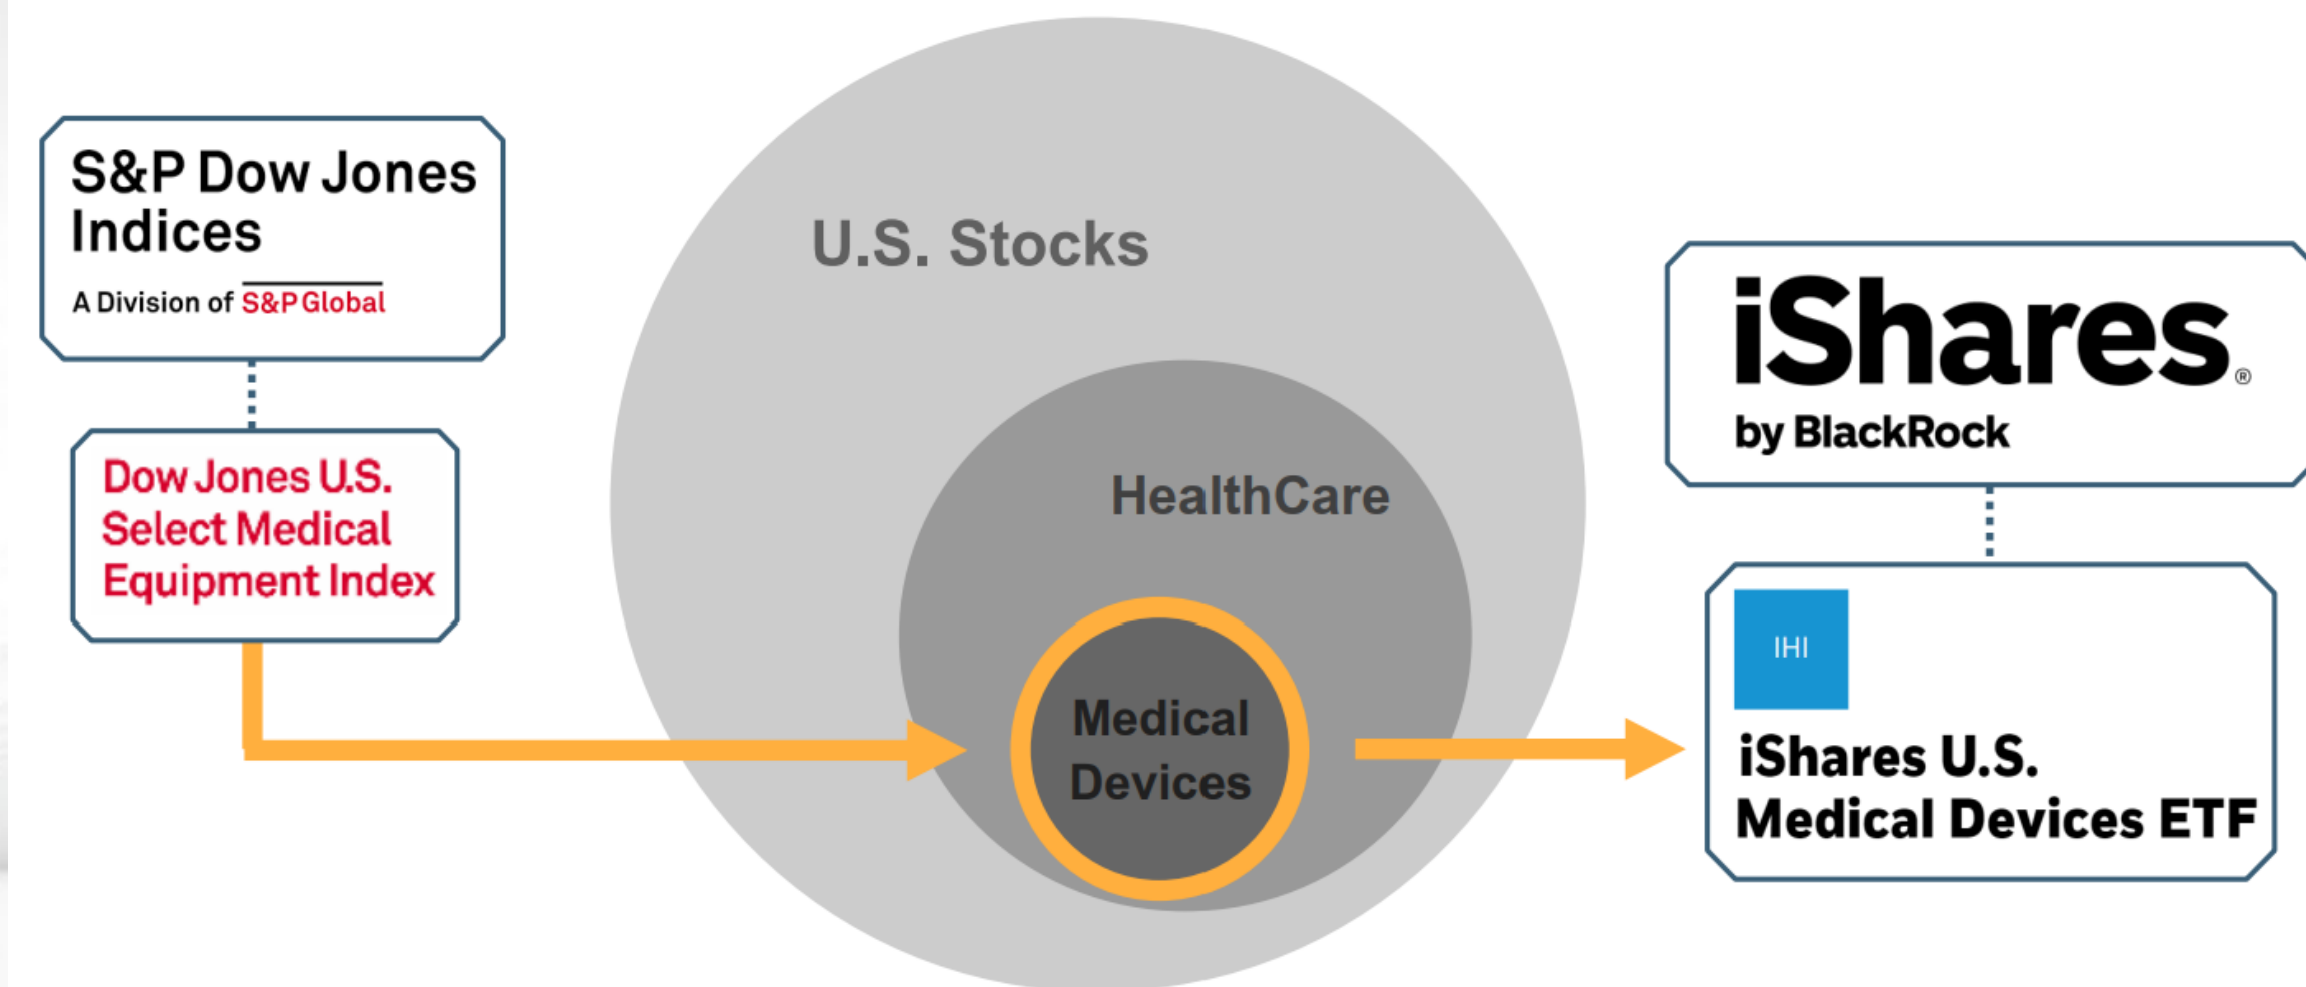 S&P Dow Jones
Indices
A Division of S&P Global
Dow Jones U.S.
Select Medical
Equipment Index
U.S. Stocks
HealthCare
Medical
Devices
iShares®
by BlackRock
IHI
iShares U.S.
Medical Devices ETF